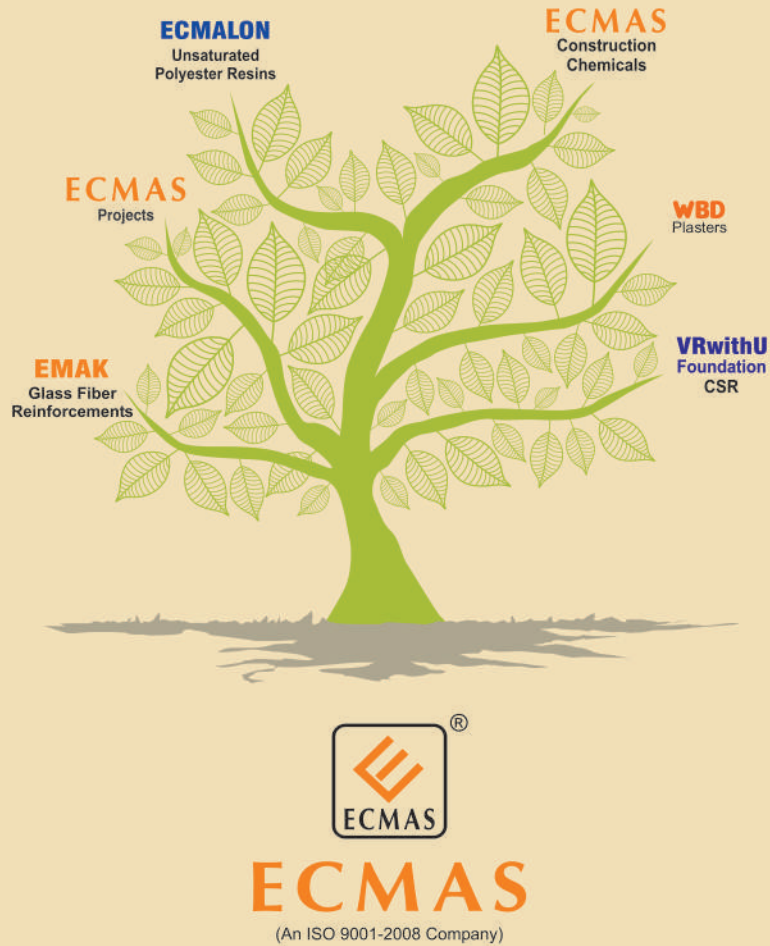 ECMALON
Unsaturated
Polyester Resins
ECMAS
Construction
Chemicals
ECMAS
Projects
WBD
Plasters
EMAK
Glass Fiber
Reinforcements
VRwithU
Foundation
CSR
®
ECMAS
ECMAS
(An ISO 9001-2008 Company)